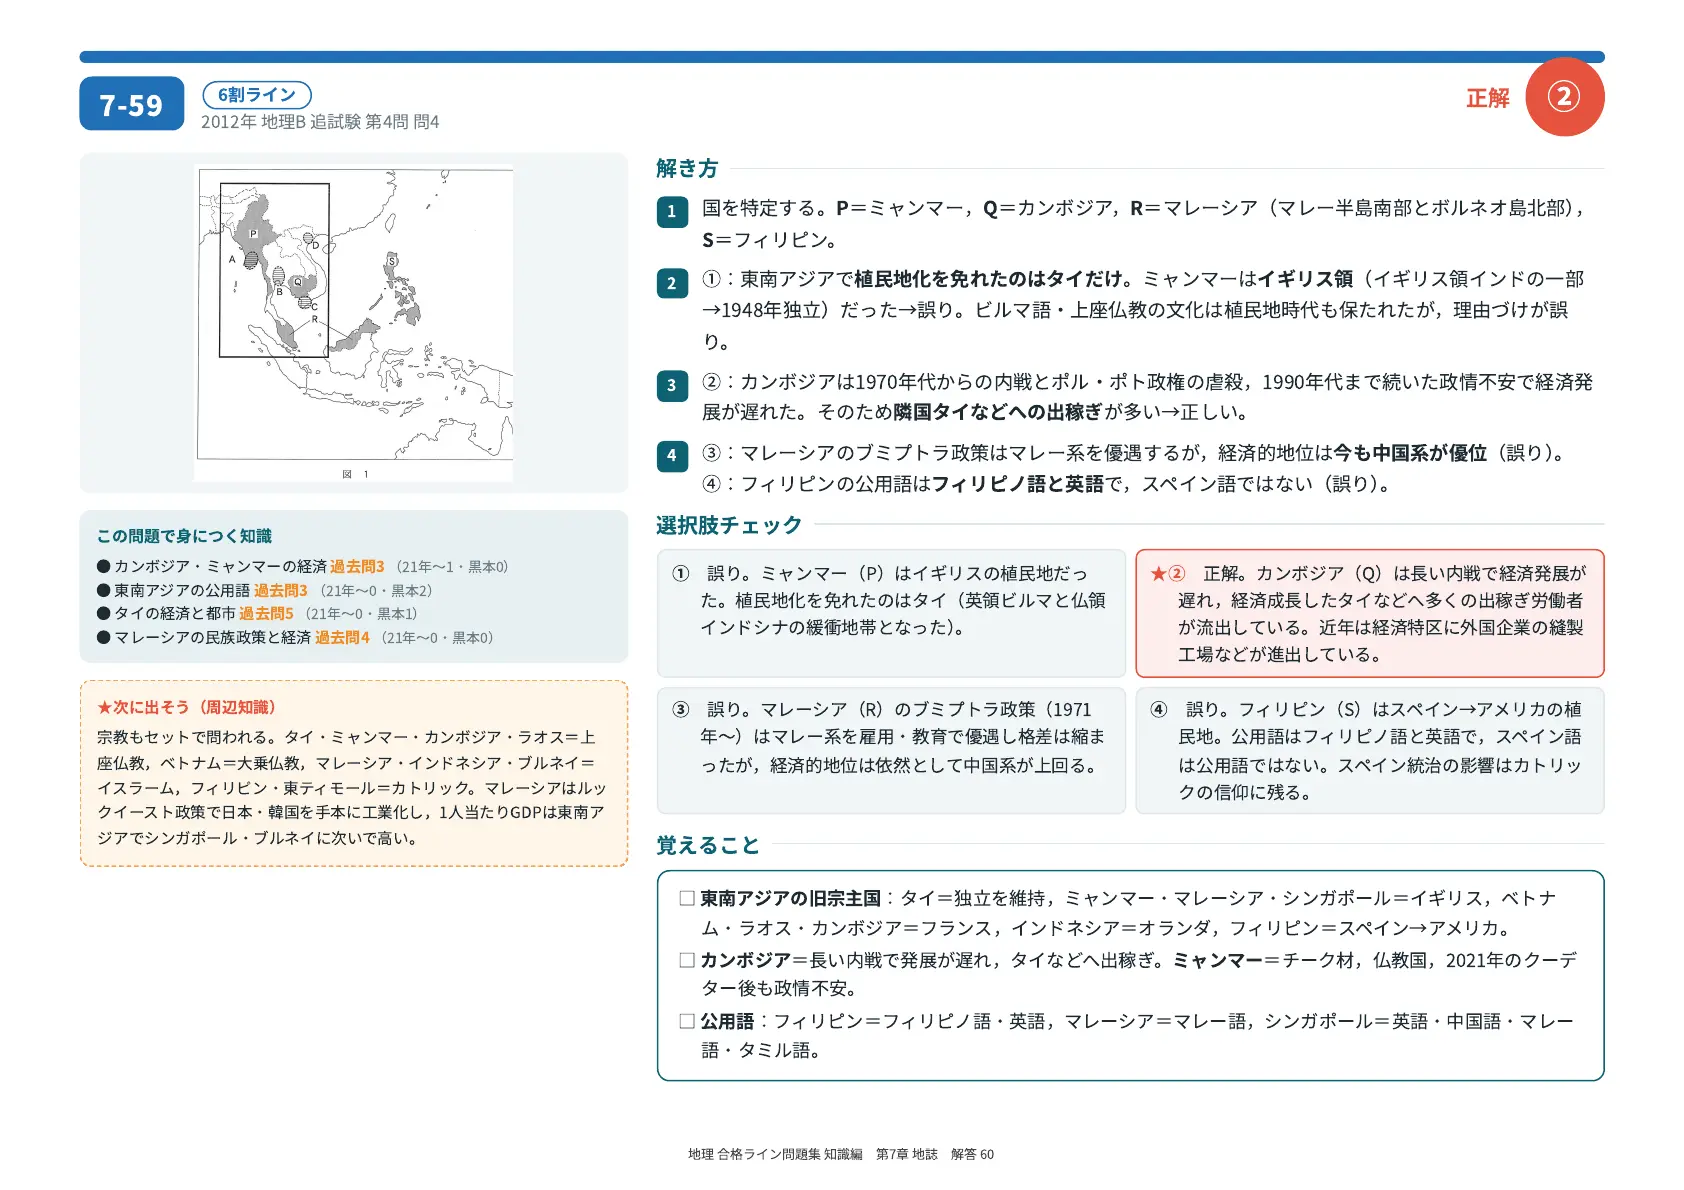 7-59
6割ライン
2012年 地理B 追試験 第4問 問4
正解 ②
P
A
D
S
B
Q
C
R
図 1
この問題で身につく知識
● カンボジア・ミャンマーの経済 過去問3 （21年〜1・黒本0）
● 東南アジアの公用語 過去問3 （21年〜0・黒本2）
● タイの経済と都市 過去問5 （21年〜0・黒本1）
● マレーシアの民族政策と経済 過去問4 （21年〜0・黒本0）
★次に出そう（周辺知識）
宗教もセットで問われる。タイ・ミャンマー・カンボジア・ラオス＝上
座仏教，ベトナム＝大乗仏教，マレーシア・インドネシア・ブルネイ＝
イスラーム，フィリピン・東ティモール＝カトリック。マレーシアはルッ
クイースト政策で日本・韓国を手本に工業化し，1人当たりGDPは東南ア
ジアでシンガポール・ブルネイに次いで高い。
解き方
1 国を特定する。P＝ミャンマー，Q＝カンボジア，R＝マレーシア（マレー半島南部とボルネオ島北部），
S＝フィリピン。
2 ①：東南アジアで植民地化を免れたのはタイだけ。ミャンマーはイギリス領（イギリス領インドの一部
→1948年独立）だった→誤り。ビルマ語・上座仏教の文化は植民地時代も保たれたが，理由づけが誤
り。
3 ②：カンボジアは1970年代からの内戦とポル・ポト政権の虐殺，1990年代まで続いた政情不安で経済発
展が遅れた。そのため隣国タイなどへの出稼ぎが多い→正しい。
4 ③：マレーシアのブミプトラ政策はマレー系を優遇するが，経済的地位は今も中国系が優位（誤り）。
④：フィリピンの公用語はフィリピノ語と英語で，スペイン語ではない（誤り）。
選択肢チェック
① 誤り。ミャンマー（P）はイギリスの植民地だっ
た。植民地化を免れたのはタイ（英領ビルマと仏領
インドシナの緩衝地帯となった）。
★② 正解。カンボジア（Q）は長い内戦で経済発展が
遅れ，経済成長したタイなどへ多くの出稼ぎ労働者
が流出している。近年は経済特区に外国企業の縫製
工場などが進出している。
③ 誤り。マレーシア（R）のブミプトラ政策（1971
年〜）はマレー系を雇用・教育で優遇し格差は縮ま
ったが，経済的地位は依然として中国系が上回る。
④ 誤り。フィリピン（S）はスペイン→アメリカの植
民地。公用語はフィリピノ語と英語で，スペイン語
は公用語ではない。スペイン統治の影響はカトリッ
クの信仰に残る。
覚えること
□ 東南アジアの旧宗主国：タイ＝独立を維持，ミャンマー・マレーシア・シンガポール＝イギリス，ベトナ
ム・ラオス・カンボジア＝フランス，インドネシア＝オランダ，フィリピン＝スペイン→アメリカ。
□ カンボジア＝長い内戦で発展が遅れ，タイなどへ出稼ぎ。ミャンマー＝チーク材，仏教国，2021年のクーデ
ター後も政情不安。
□ 公用語：フィリピン＝フィリピノ語・英語，マレーシア＝マレー語，シンガポール＝英語・中国語・マレー
語・タミル語。
地理 合格ライン問題集 知識編 第7章 地誌 解答 60